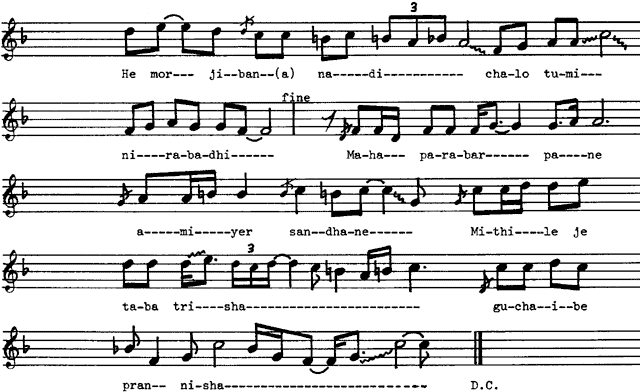 3
He mor--- ji--ban--(a) na-----di----------- cha-lo tu-mi---
fine
ni----ra-ba-dhi------ Ma-ha--- pa-ra-bar------ pa----ne
a-----mi----yer san--dha-ne------ Mi-thi----le je
3
ta-ba tri----sha------------------------ gu-cha--i-be
pran-- ni-sha---------------------------- D.C.